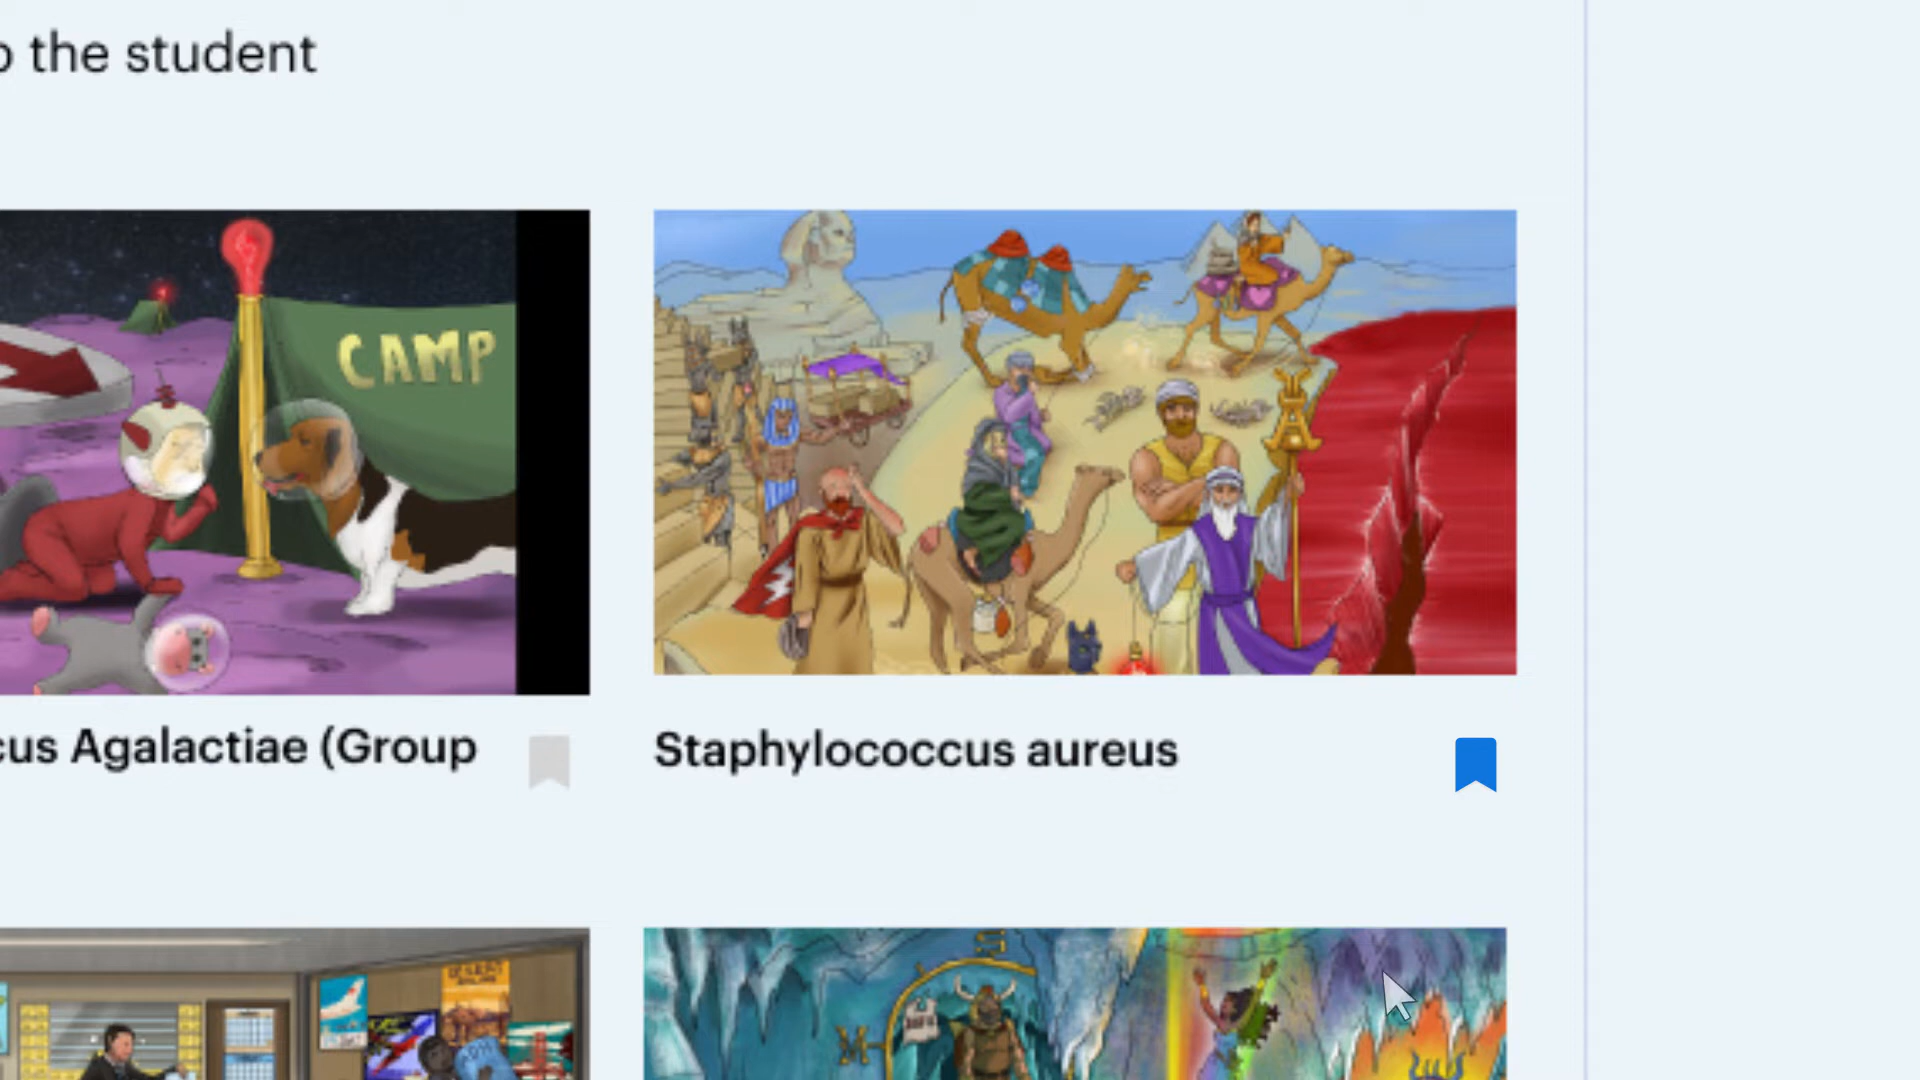 the student
CAMP
cus Agalactiae (Group
Staphylococcus aureus
S
M